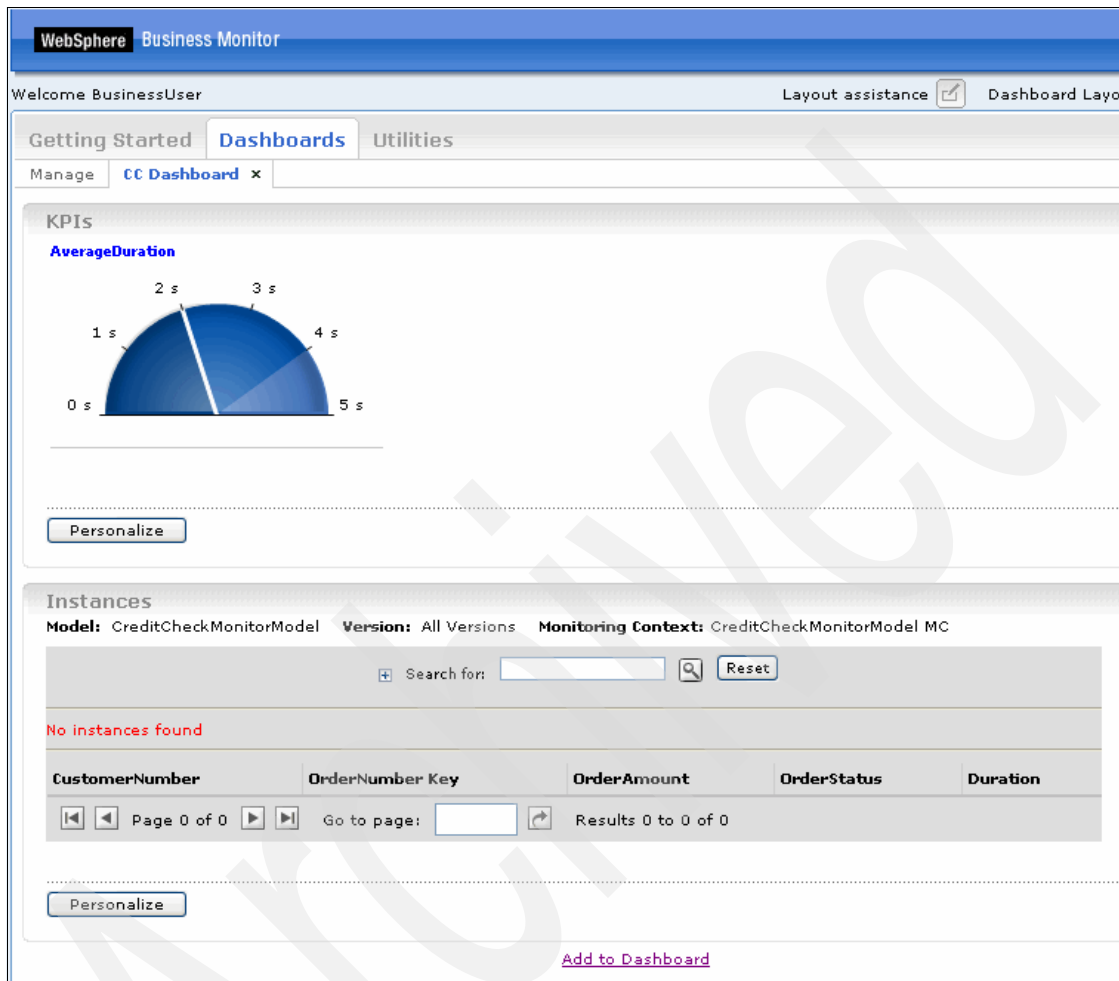 WebSphere Business Monitor
Welcome BusinessUser Layout assistance Dashboard Layo
Getting Started Dashboards Utilities
Manage CC Dashboard ×
KPIs
AverageDuration
2 s 3 s
1 s 4 s
0 s 5 s
Personalize
Instances
Model: CreditCheckMonitorModel Version: All Versions Monitoring Context: CreditCheckMonitorModel MC
Search for: Reset
No instances found
CustomerNumber OrderNumber Key OrderAmount OrderStatus Duration
Page 0 of 0 Go to page: Results 0 to 0 of 0
Personalize
Add to Dashboard
Archived